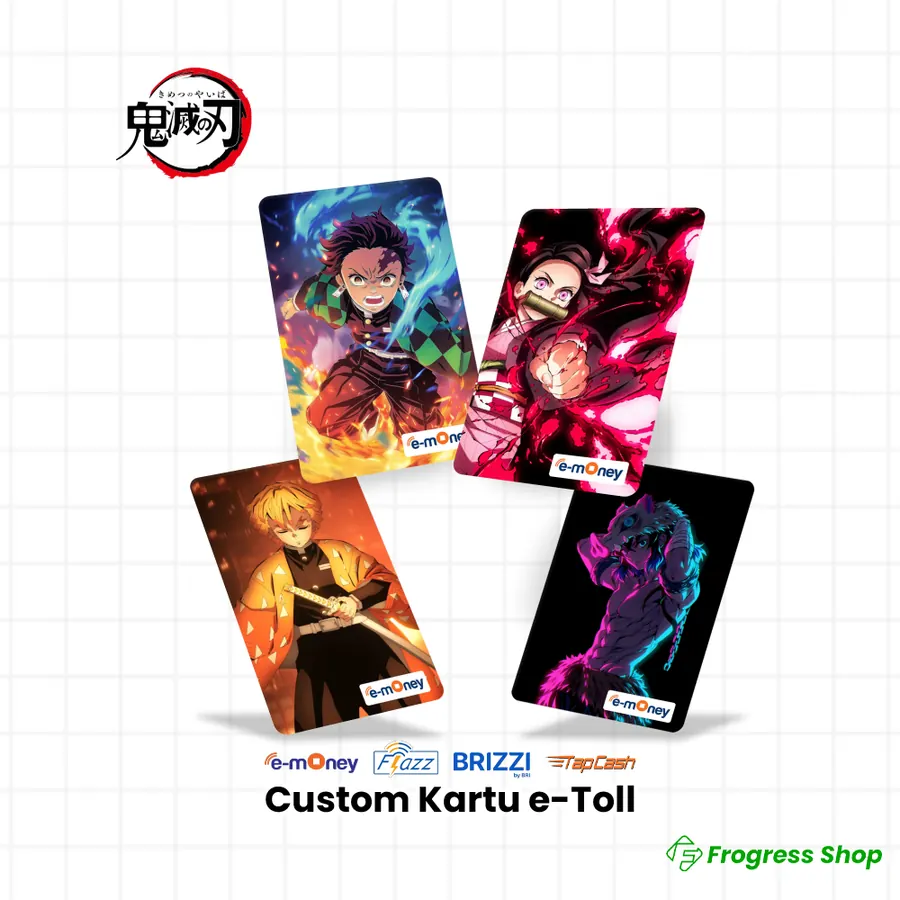 きめつのやいば
鬼滅の刃
e-money
e-money
e-money
e-money
e-money Flazz BRIZZI TapCash
by BRI
Custom Kartu e-Toll
Frogress Shop